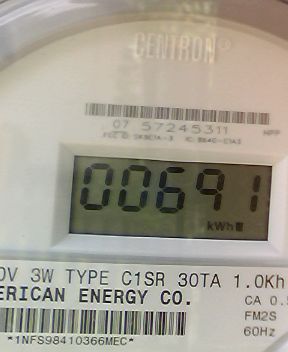 CENTRON®
07 57245311
00691
kWh
0V 3W TYPE C1SR 30TA 1.0Kh
ERICAN ENERGY CO.
CA 0.5
FM2S
60Hz
*1NFS98410366MEC*